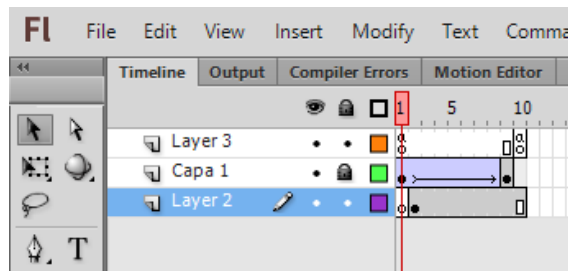 Fl File Edit View Insert Modify Text Comma
Timeline Output Compiler Errors Motion Editor
1 5 10
Layer 3
Capa 1
Layer 2
T